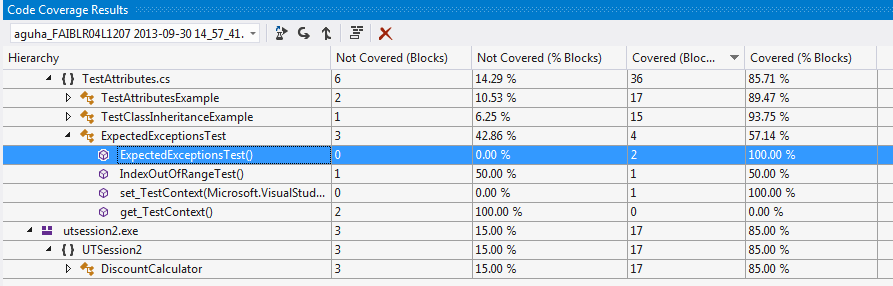 Code Coverage Results
aguha_FAIBLR04L1207 2013-09-30 14_57_41.
Hierarchy Not Covered (Blocks) Not Covered (% Blocks) Covered (Bloc... Covered (% Blocks)
{ } TestAttributes.cs 6 14.29 % 36 85.71 %
TestAttributesExample 2 10.53 % 17 89.47 %
TestClassInheritanceExample 1 6.25 % 15 93.75 %
ExpectedExceptionsTest 3 42.86 % 4 57.14 %
ExpectedExceptionsTest() 0 0.00 % 2 100.00 %
IndexOutOfRangeTest() 1 50.00 % 1 50.00 %
set_TestContext(Microsoft.VisualStud... 0 0.00 % 1 100.00 %
get_TestContext() 2 100.00 % 0 0.00 %
utsession2.exe 3 15.00 % 17 85.00 %
{ } UTSession2 3 15.00 % 17 85.00 %
DiscountCalculator 3 15.00 % 17 85.00 %